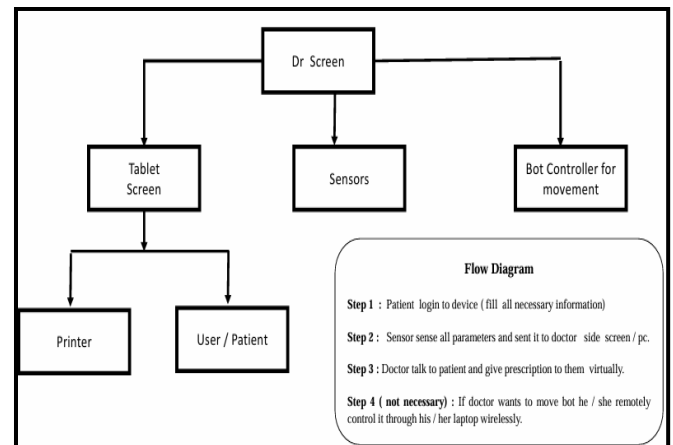 Dr Screen
Tablet
Screen
Sensors
Bot Controller for
movement
Printer
User / Patient
Flow Diagram
Step 1 : Patient login to device ( fill all necessary information)
Step 2 : Sensor sense all parameters and sent it to doctor side screen / pc.
Step 3 : Doctor talk to patient and give prescription to them virtually.
Step 4 ( not necessary) : If doctor wants to move bot he / she remotely
control it through his / her laptop wirelessly.